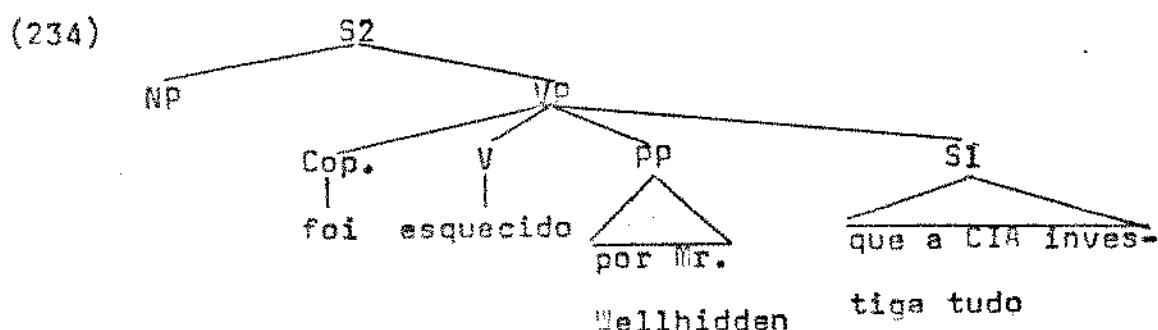 (234) S2
NP VP
Cop. V PP S1
foi esquecido por Mr. que a CIA inves-
Wellhidden tiga tudo